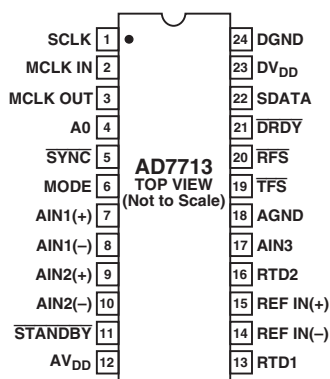 SCLK 1
MCLK IN 2
MCLK OUT 3
A0 4
SYNC 5
MODE 6
AIN1(+) 7
AIN1(–) 8
AIN2(+) 9
AIN2(–) 10
STANDBY 11
AVDD 12
AD7713
TOP VIEW
(Not to Scale)
24 DGND
23 DVDD
22 SDATA
21 DRDY
20 RFS
19 TFS
18 AGND
17 AIN3
16 RTD2
15 REF IN(+)
14 REF IN(–)
13 RTD1